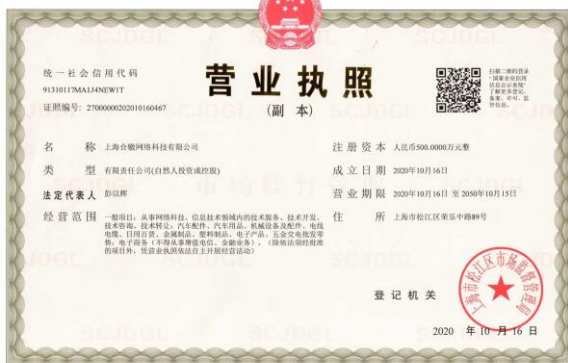 统一社会信用代码
91310117MA1J4NEW1T
证照编号: 27000000202010160467
营业执照
(副 本)
扫描二维码登录
"国家企业信用
信息公示系统"
了解更多登记、
备案、许可、监
管信息。
名 称 上海合辙网络科技有限公司
类 型 有限责任公司(自然人投资或控股)
法定代表人
经营范围 一般项目：从事网络科技、信息技术领域内的技术服务、技术开发、
技术咨询、技术转让；汽车配件、汽车用品、机械设备及配件、电线
电缆、日用百货、金属制品、塑料制品、电子产品、五金交电批发零
售；电子商务（不得从事增值电信、金融业务）。（除依法须经批准
的项目外，凭营业执照依法自主开展经营活动）
注册资本 人民币500.0000万元整
成立日期 2020年10月16日
营业期限 2020年10月16日 至 2050年10月15日
住 所 上海市松江区荣乐中路89号
登记机关
上海市松江区市场监督管理局
2020 年 10 月 16 日
SCJDGL